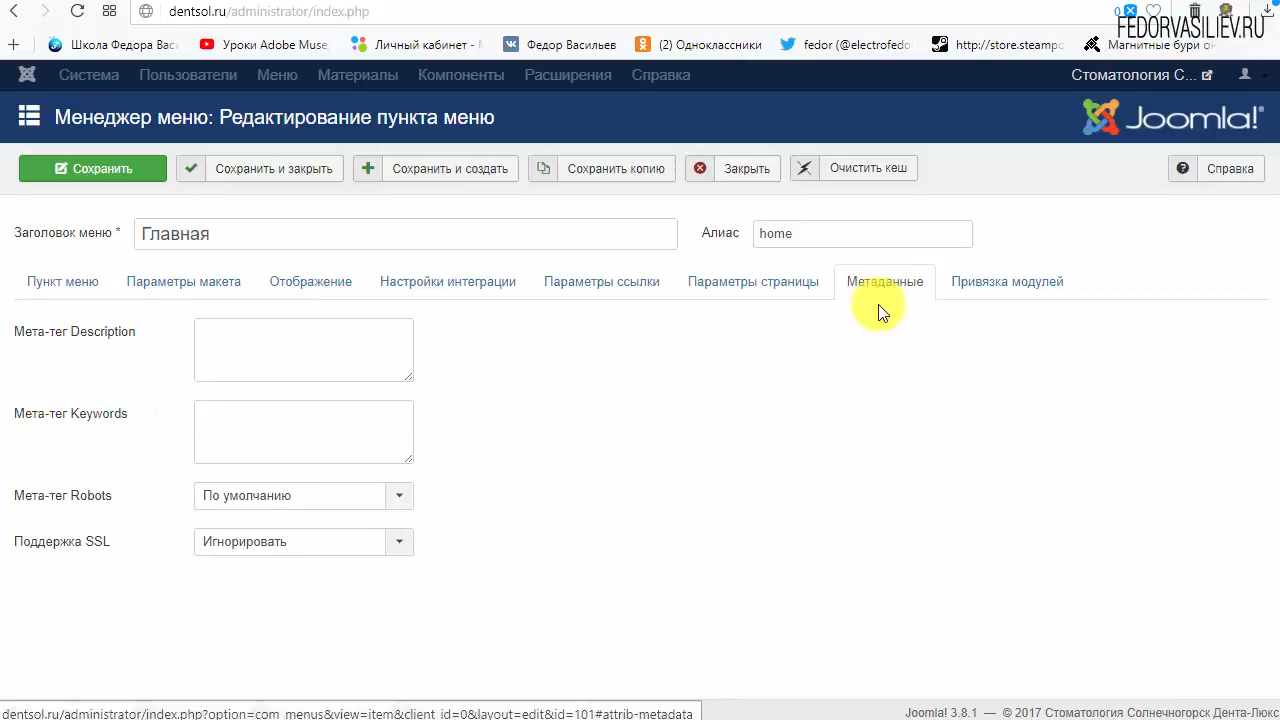 dentsol.ru/administrator/index.php
0
FEDORVASILIEV.RU
Школа Федора Васи
Уроки Adobe Muse
Личный кабинет -
Федор Васильев
(2) Одноклассники
fedor (@electrofedo
http://store.steampo
Магнитные бури он
Система Пользователи Меню Материалы Компоненты Расширения Справка
Стоматология С...
Менеджер меню: Редактирование пункта меню
Joomla!
Сохранить Сохранить и закрыть Сохранить и создать Сохранить копию Закрыть Очистить кеш Справка
Заголовок меню * Главная Алиас home
Пункт меню Параметры макета Отображение Настройки интеграции Параметры ссылки Параметры страницы Метаданные Привязка модулей
Мета-тег Description
Мета-тег Keywords
Мета-тег Robots По умолчанию
Поддержка SSL Игнорировать
dentsol.ru/administrator/index.php?option=com_menus&view=item&client_id=0&layout=edit&id=101#attrib-metadata
Joomla! 3.8.1 — © 2017 Стоматология Солнечногорск Дента-Люкс